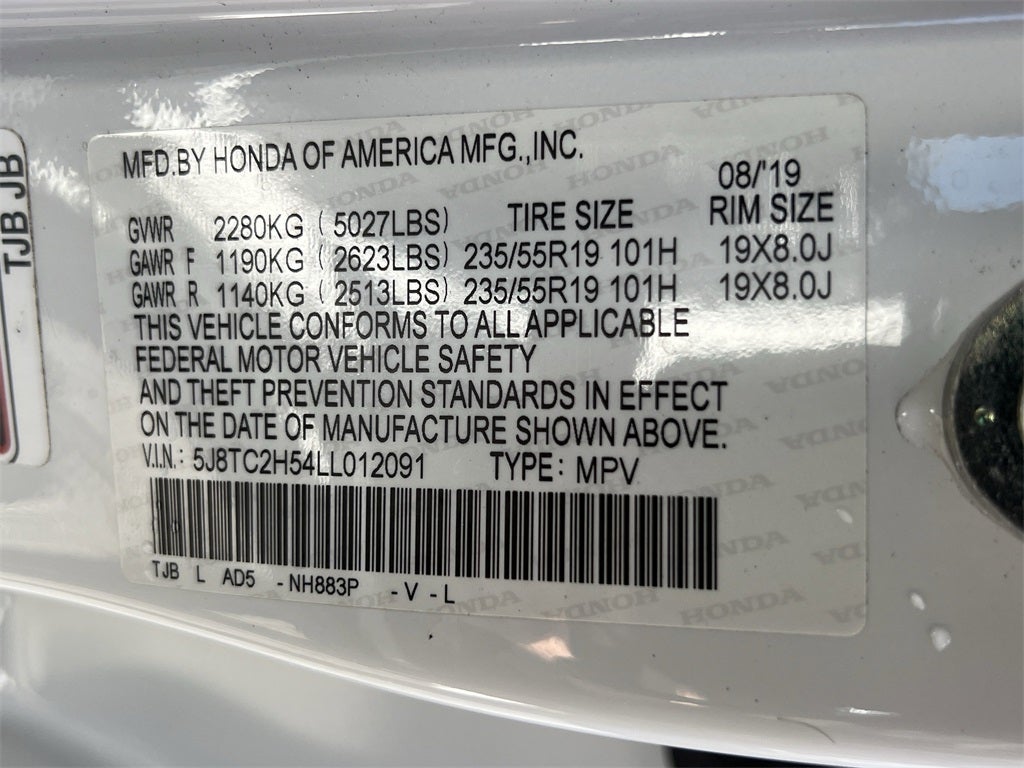 TJB JB
MFD.BY HONDA OF AMERICA MFG.,INC.
08/'19
GVWR 2280KG (5027LBS) TIRE SIZE RIM SIZE
GAWR F 1190KG (2623LBS) 235/55R19 101H 19X8.0J
GAWR R 1140KG (2513LBS) 235/55R19 101H 19X8.0J
THIS VEHICLE CONFORMS TO ALL APPLICABLE
FEDERAL MOTOR VEHICLE SAFETY
AND THEFT PREVENTION STANDARDS IN EFFECT
ON THE DATE OF MANUFACTURE SHOWN ABOVE.
V.I.N.: 5J8TC2H54LL012091 TYPE: MPV
TJB L AD5 -NH883P -V -L